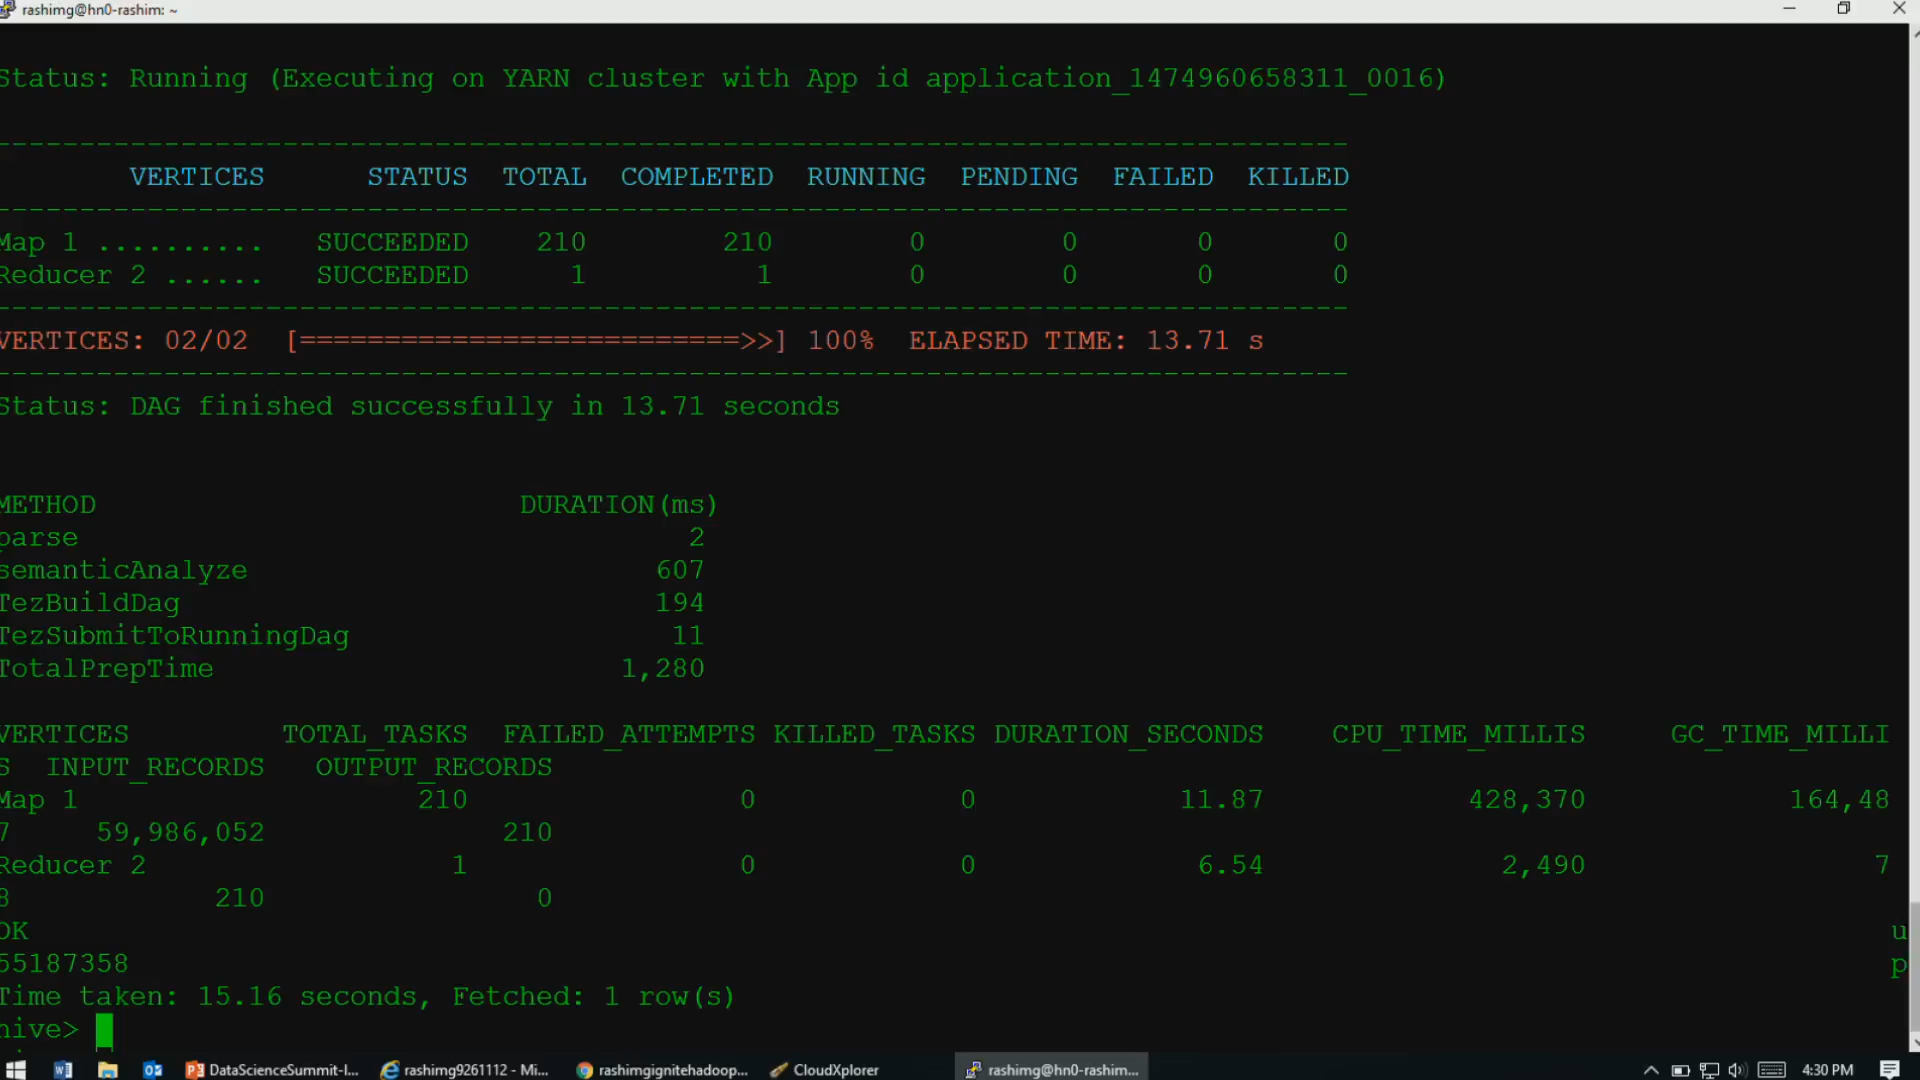 rashimg@hn0-rashim: ~
Status: Running (Executing on YARN cluster with App id application_1474960658311_0016)
--------------------------------------------------------------------------------
VERTICES STATUS TOTAL COMPLETED RUNNING PENDING FAILED KILLED
--------------------------------------------------------------------------------
Map 1 .......... SUCCEEDED 210 210 0 0 0 0
Reducer 2 ...... SUCCEEDED 1 1 0 0 0 0
--------------------------------------------------------------------------------
VERTICES: 02/02 [==========================>>] 100% ELAPSED TIME: 13.71 s
--------------------------------------------------------------------------------
Status: DAG finished successfully in 13.71 seconds
METHOD DURATION(ms)
parse 2
semanticAnalyze 607
TezBuildDag 194
TezSubmitToRunningDag 11
TotalPrepTime 1,280
VERTICES TOTAL_TASKS FAILED_ATTEMPTS KILLED_TASKS DURATION_SECONDS CPU_TIME_MILLIS GC_TIME_MILLI
S INPUT_RECORDS OUTPUT_RECORDS
Map 1 210 0 0 11.87 428,370 164,48
7 59,986,052 210
Reducer 2 1 0 0 6.54 2,490 7
8 210 0
OK u
55187358 p
Time taken: 15.16 seconds, Fetched: 1 row(s)
hive>
DataScienceSummit-I... rashimg9261112 - Mi... rashimgignitehadoop... CloudXplorer rashimg@hn0-rashim... 4:30 PM